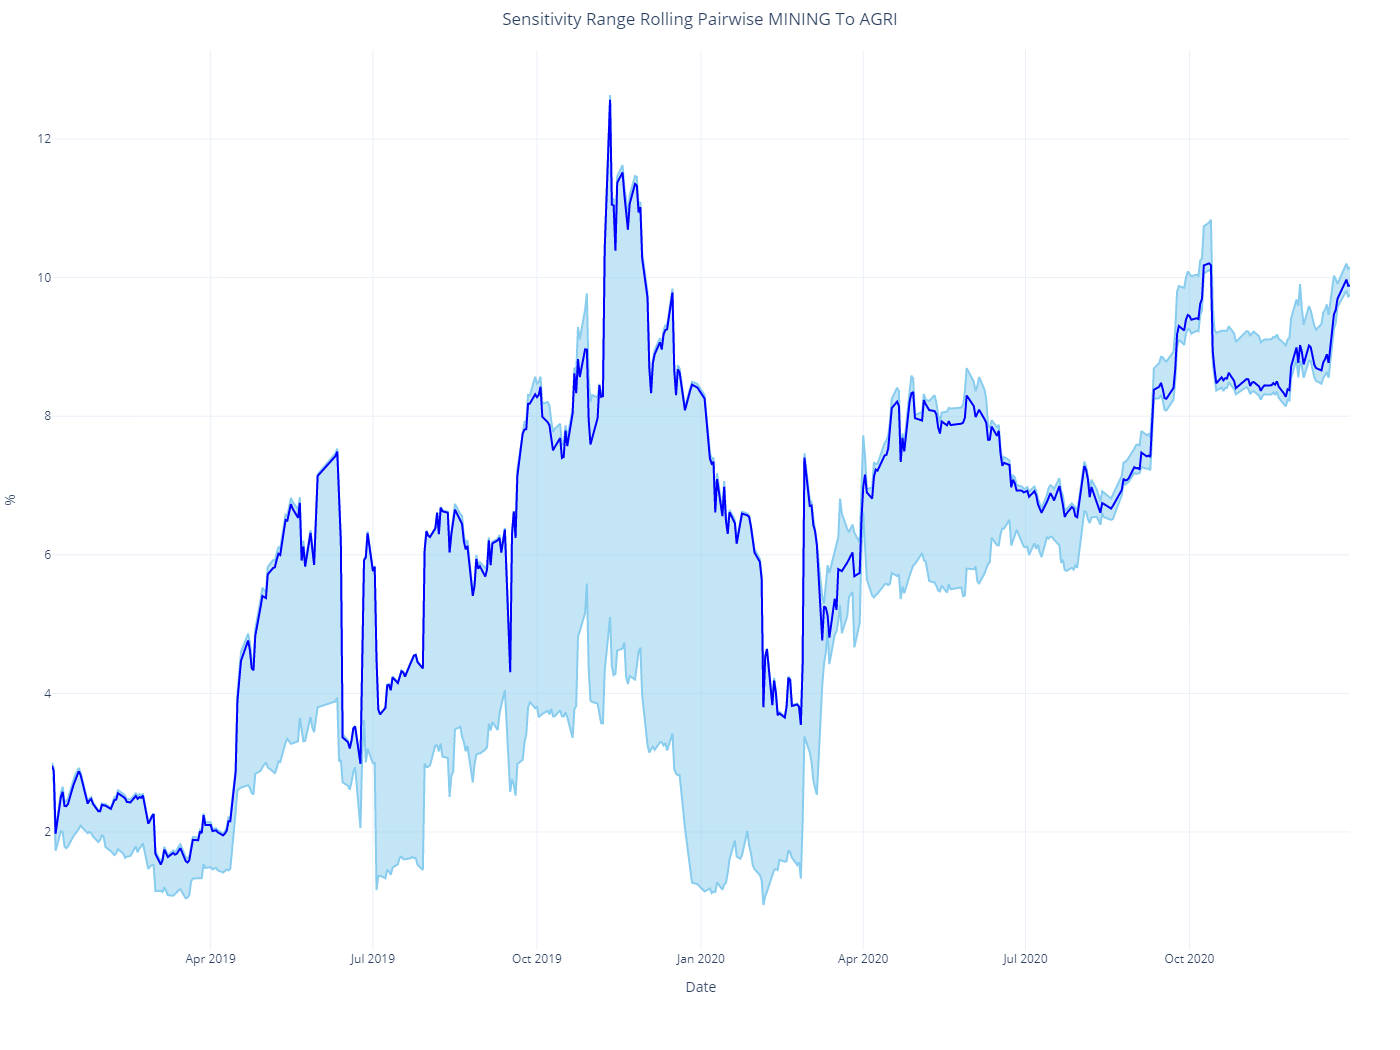 Sensitivity Range Rolling Pairwise MINING To AGRI
12
10
8
6
4
2
%
Apr 2019
Jul 2019
Oct 2019
Jan 2020
Apr 2020
Jul 2020
Oct 2020
Date